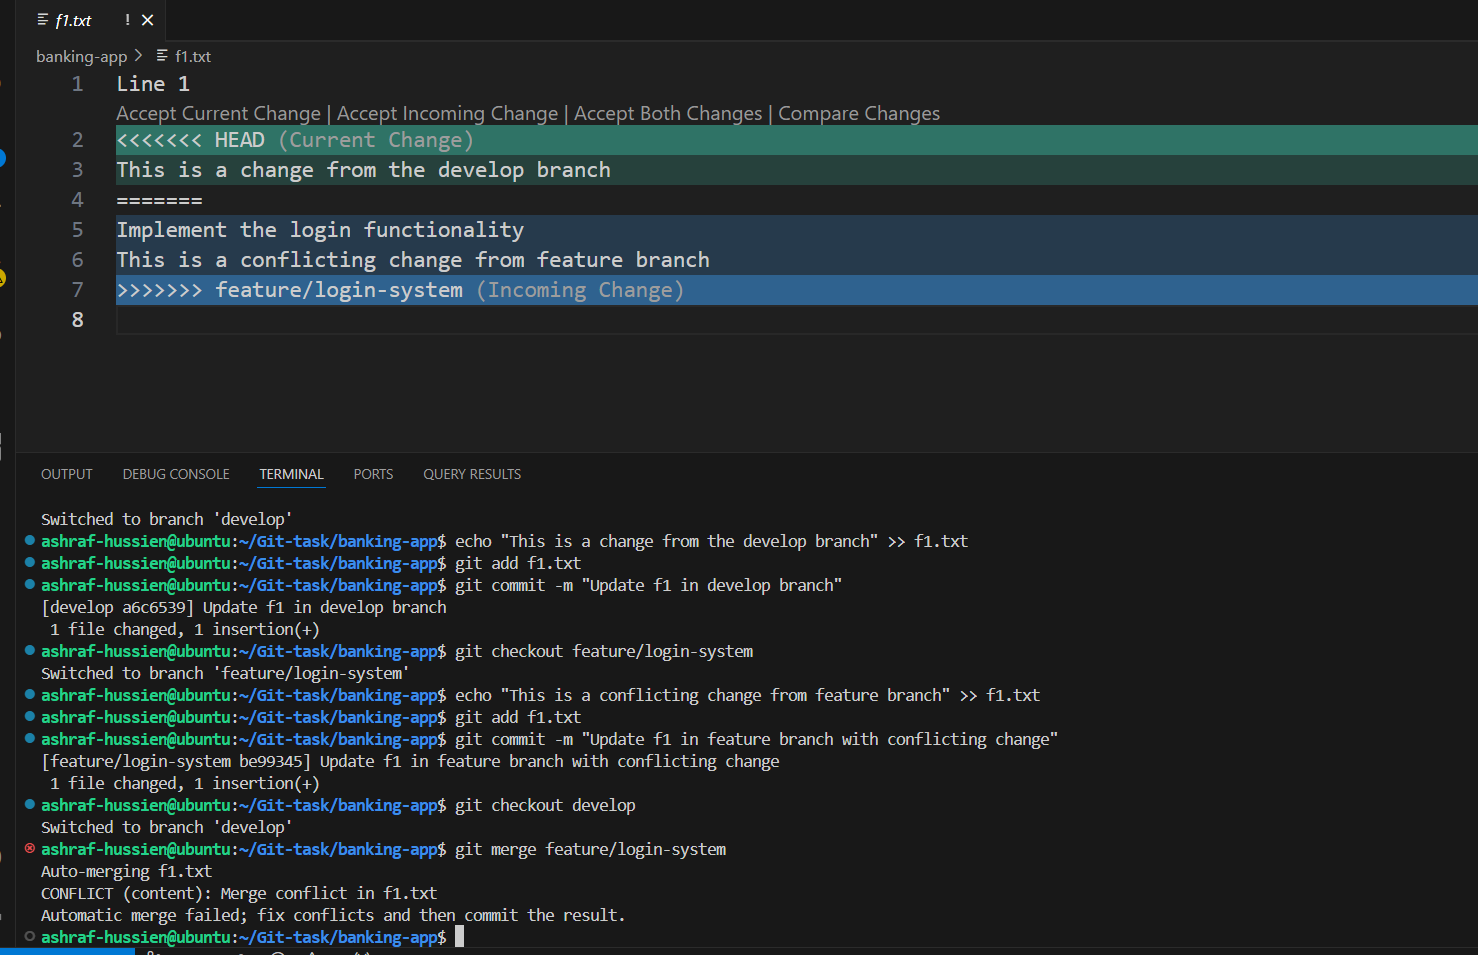 f1.txt !
banking-app > f1.txt
1 Line 1
Accept Current Change | Accept Incoming Change | Accept Both Changes | Compare Changes
2 <<<<<<< HEAD (Current Change)
3 This is a change from the develop branch
4 =======
5 Implement the login functionality
6 This is a conflicting change from feature branch
7 >>>>>>> feature/login-system (Incoming Change)
8
OUTPUT DEBUG CONSOLE TERMINAL PORTS QUERY RESULTS
Switched to branch 'develop'
ashraf-hussien@ubuntu:~/Git-task/banking-app$ echo "This is a change from the develop branch" >> f1.txt
ashraf-hussien@ubuntu:~/Git-task/banking-app$ git add f1.txt
ashraf-hussien@ubuntu:~/Git-task/banking-app$ git commit -m "Update f1 in develop branch"
[develop a6c6539] Update f1 in develop branch
1 file changed, 1 insertion(+)
ashraf-hussien@ubuntu:~/Git-task/banking-app$ git checkout feature/login-system
Switched to branch 'feature/login-system'
ashraf-hussien@ubuntu:~/Git-task/banking-app$ echo "This is a conflicting change from feature branch" >> f1.txt
ashraf-hussien@ubuntu:~/Git-task/banking-app$ git add f1.txt
ashraf-hussien@ubuntu:~/Git-task/banking-app$ git commit -m "Update f1 in feature branch with conflicting change"
[feature/login-system be99345] Update f1 in feature branch with conflicting change
1 file changed, 1 insertion(+)
ashraf-hussien@ubuntu:~/Git-task/banking-app$ git checkout develop
Switched to branch 'develop'
ashraf-hussien@ubuntu:~/Git-task/banking-app$ git merge feature/login-system
Auto-merging f1.txt
CONFLICT (content): Merge conflict in f1.txt
Automatic merge failed; fix conflicts and then commit the result.
ashraf-hussien@ubuntu:~/Git-task/banking-app$